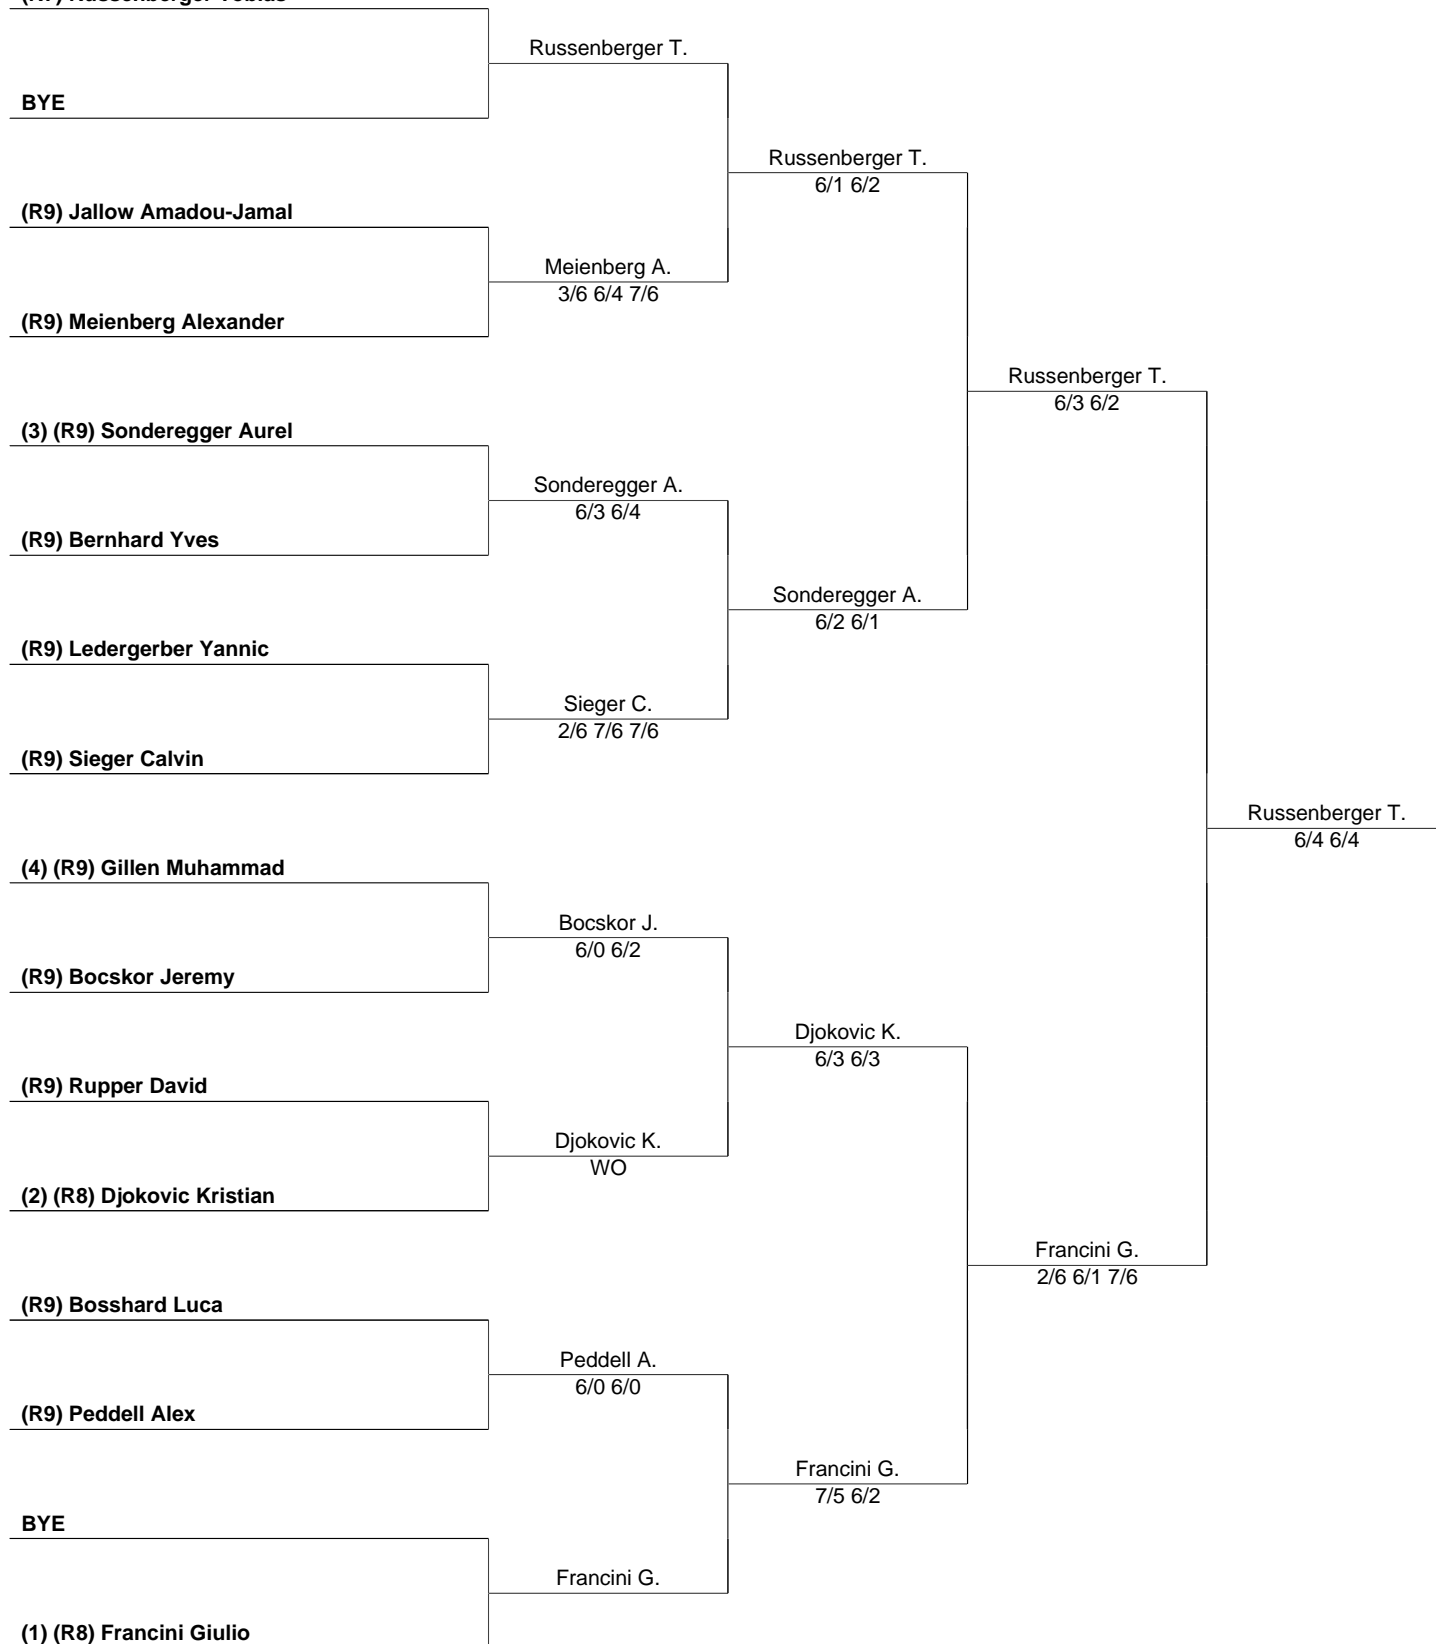 BYE
(R9) Jallow Amadou-Jamal
(R9) Meienberg Alexander
(3) (R9) Sonderegger Aurel
(R9) Bernhard Yves
(R9) Ledergerber Yannic
(R9) Sieger Calvin
(4) (R9) Gillen Muhammad
(R9) Bocskor Jeremy
(R9) Rupper David
(2) (R8) Djokovic Kristian
(R9) Bosshard Luca
(R9) Peddell Alex
BYE
(1) (R8) Francini Giulio
Russenberger T.
Meienberg A.
3/6 6/4 7/6
Sonderegger A.
6/3 6/4
Sieger C.
2/6 7/6 7/6
Bocskor J.
6/0 6/2
Djokovic K.
WO
Peddell A.
6/0 6/0
Francini G.
Russenberger T.
6/1 6/2
Sonderegger A.
6/2 6/1
Djokovic K.
6/3 6/3
Francini G.
7/5 6/2
Russenberger T.
6/3 6/2
Francini G.
2/6 6/1 7/6
Russenberger T.
6/4 6/4